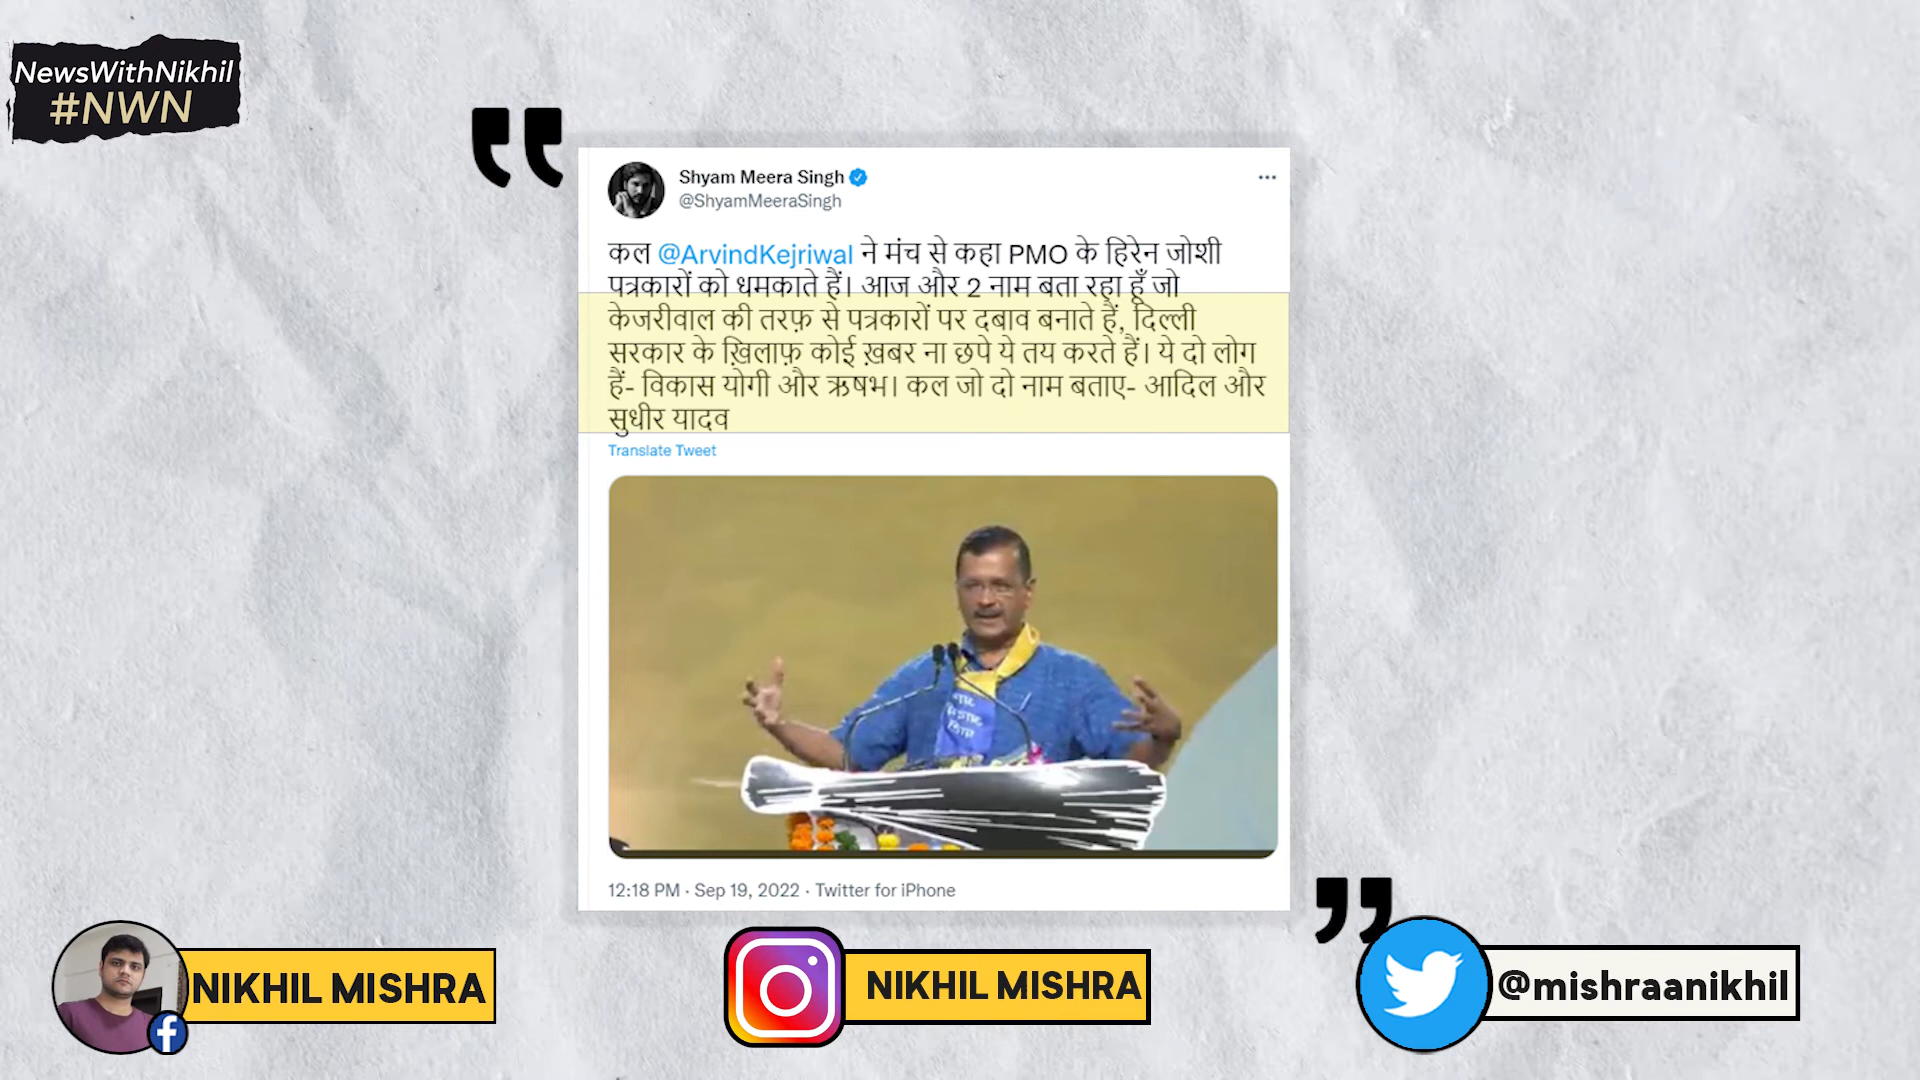 NewsWithNikhil
#NWN
Shyam Meera Singh
@ShyamMeeraSingh
कल @ArvindKejriwal ने मंच से कहा PMO के हिरेन जोशी
पत्रकारों को धमकाते हैं। आज और 2 नाम बता रहा हूँ जो
केजरीवाल की तरफ़ से पत्रकारों पर दबाव बनाते हैं, दिल्ली
सरकार के ख़िलाफ़ कोई ख़बर ना छपे ये तय करते हैं। ये दो लोग
हैं- विकास योगी और ऋषभ। कल जो दो नाम बताए- आदिल और
सुधीर यादव
Translate Tweet
12:18 PM · Sep 19, 2022 · Twitter for iPhone
NIKHIL MISHRA
NIKHIL MISHRA
@mishraanikhil